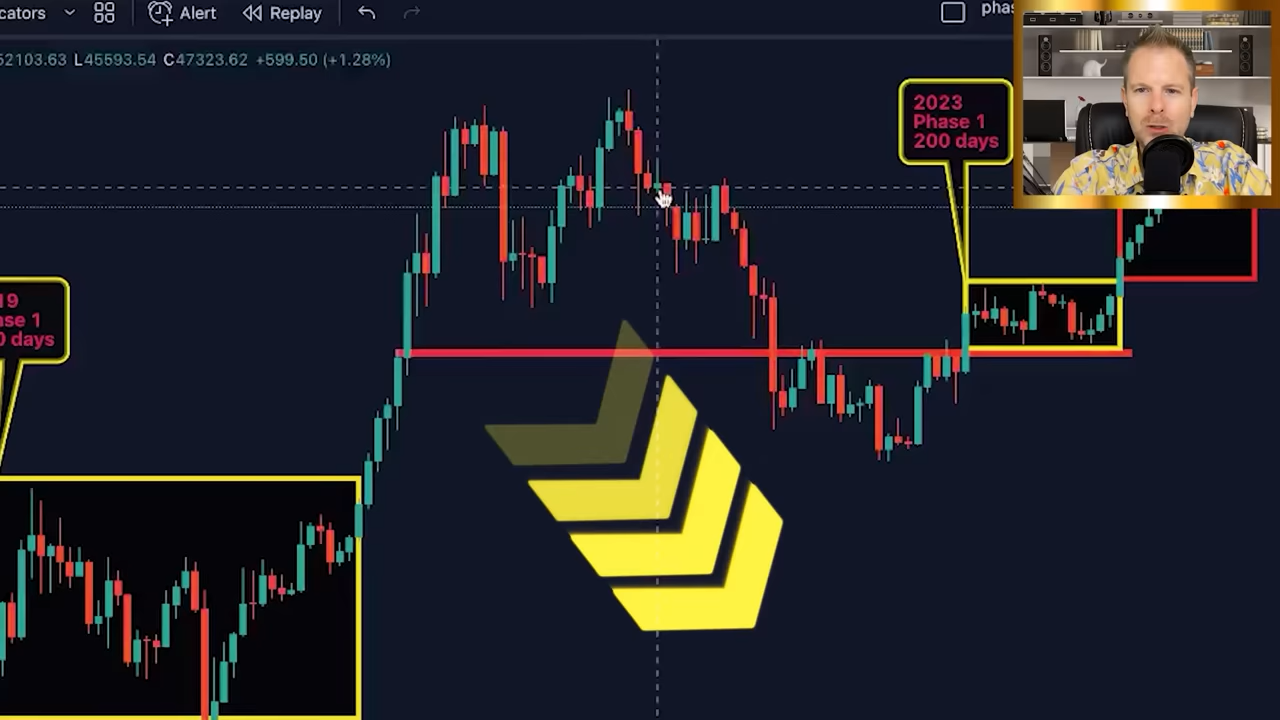 cators
Alert
Replay
phas
52103.63 L45593.54 C47323.62 +599.50 (+1.28%)
2023
Phase 1
200 days
19
ase 1
0 days